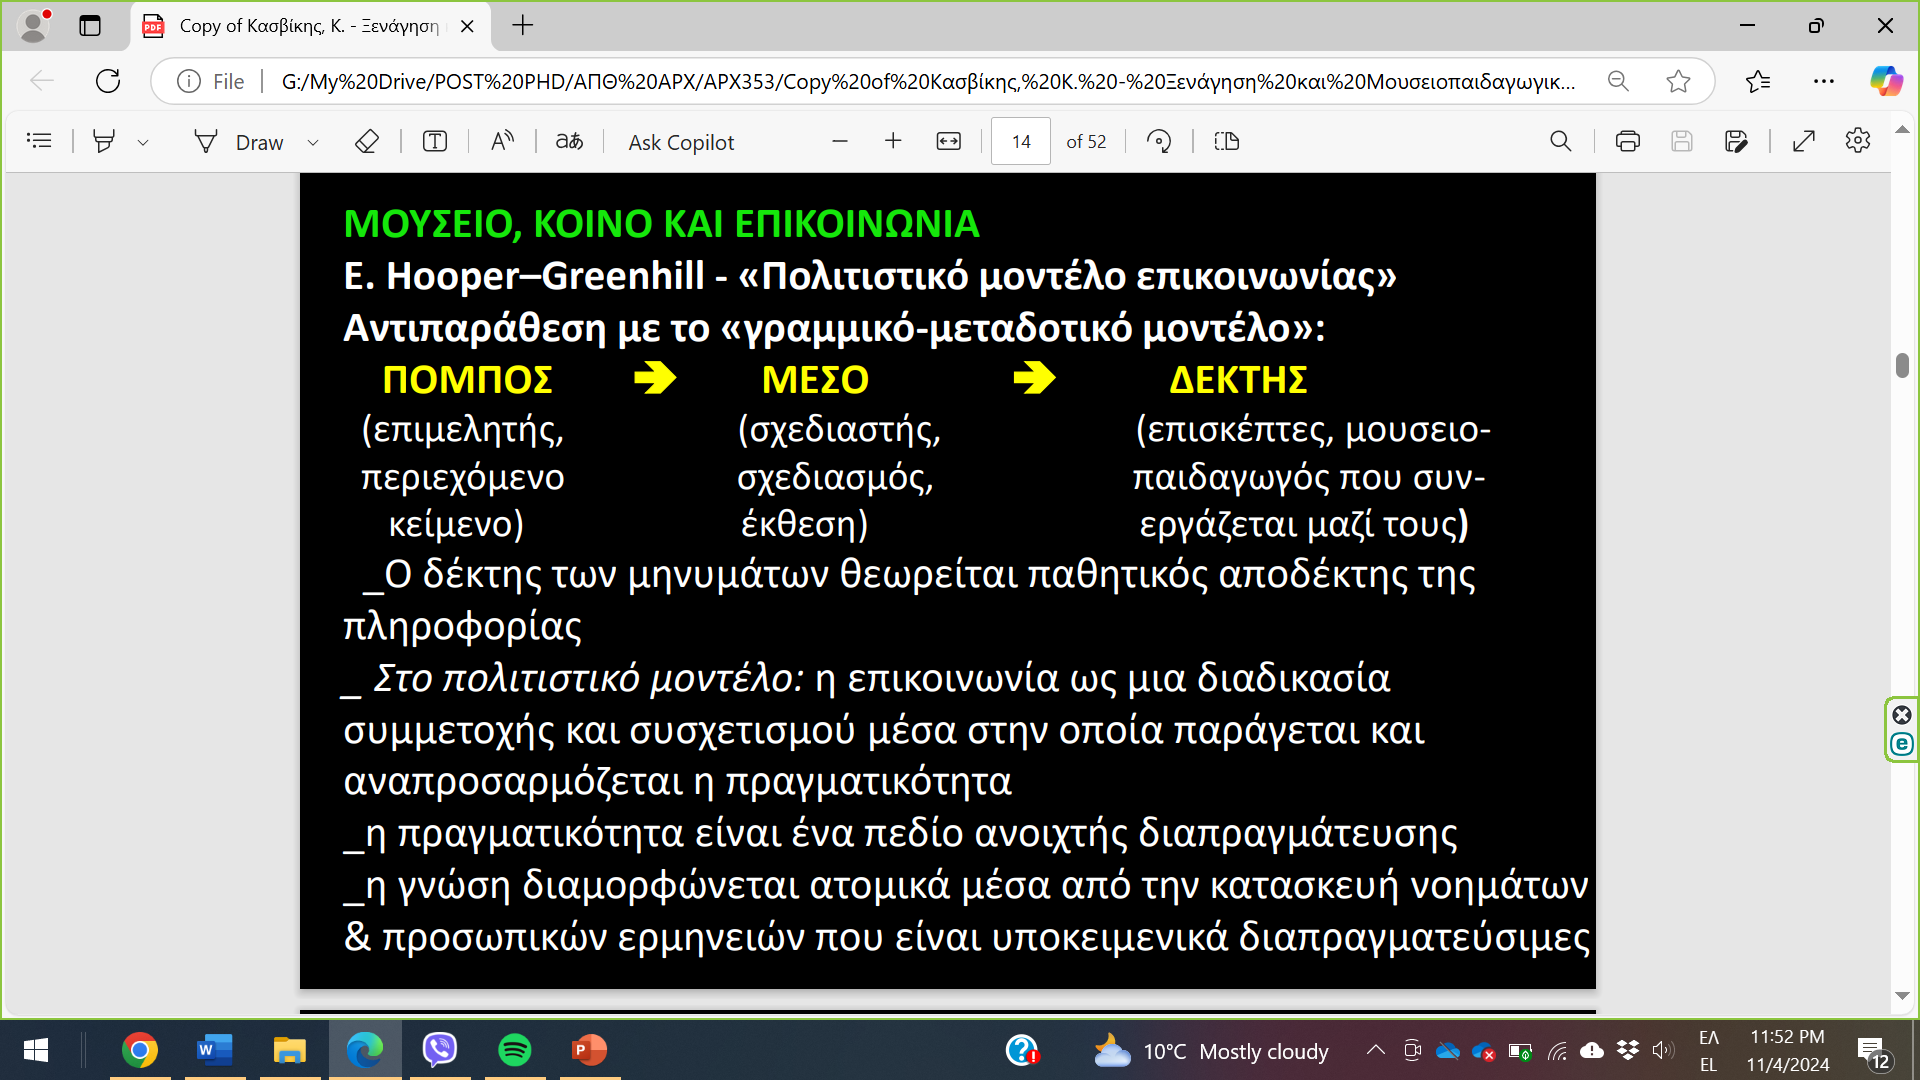 Copy of Κασβίκης, Κ. - Ξενάγηση
File
G:/My%20Drive/POST%20PHD/ΑΠΘ%20ΑΡΧ/ΑΡΧ353/Copy%20of%20Κασβίκης,%20Κ.%20-%20Ξενάγηση%20και%20Μουσειοπαιδαγωγικ...
Draw
Ask Copilot
14 of 52
ΜΟΥΣΕΙΟ, ΚΟΙΝΟ ΚΑΙ ΕΠΙΚΟΙΝΩΝΙΑ
E. Hooper–Greenhill - «Πολιτιστικό μοντέλο επικοινωνίας»
Αντιπαράθεση με το «γραμμικό-μεταδοτικό μοντέλο»:
ΠΟΜΠΟΣ ➔ ΜΕΣΟ ➔ ΔΕΚΤΗΣ
(επιμελητής, (σχεδιαστής, (επισκέπτες, μουσειο-
περιεχόμενο σχεδιασμός, παιδαγωγός που συν-
κείμενο) έκθεση) εργάζεται μαζί τους)
_Ο δέκτης των μηνυμάτων θεωρείται παθητικός αποδέκτης της
πληροφορίας
_ Στο πολιτιστικό μοντέλο: η επικοινωνία ως μια διαδικασία
συμμετοχής και συσχετισμού μέσα στην οποία παράγεται και
αναπροσαρμόζεται η πραγματικότητα
_η πραγματικότητα είναι ένα πεδίο ανοιχτής διαπραγμάτευσης
_η γνώση διαμορφώνεται ατομικά μέσα από την κατασκευή νοημάτων
& προσωπικών ερμηνειών που είναι υποκειμενικά διαπραγματεύσιμες
10°C Mostly cloudy
ΕΛ
EL
11:52 PM
11/4/2024
12